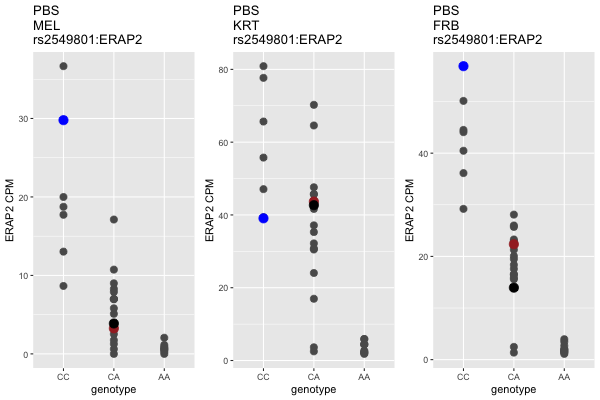 PBS
MEL
rs2549801:ERAP2
ERAP2 CPM
30
20
10
0
CC
CA
AA
genotype
PBS
KRT
rs2549801:ERAP2
ERAP2 CPM
80
60
40
20
0
CC
CA
AA
genotype
PBS
FRB
rs2549801:ERAP2
ERAP2 CPM
40
20
0
CC
CA
AA
genotype